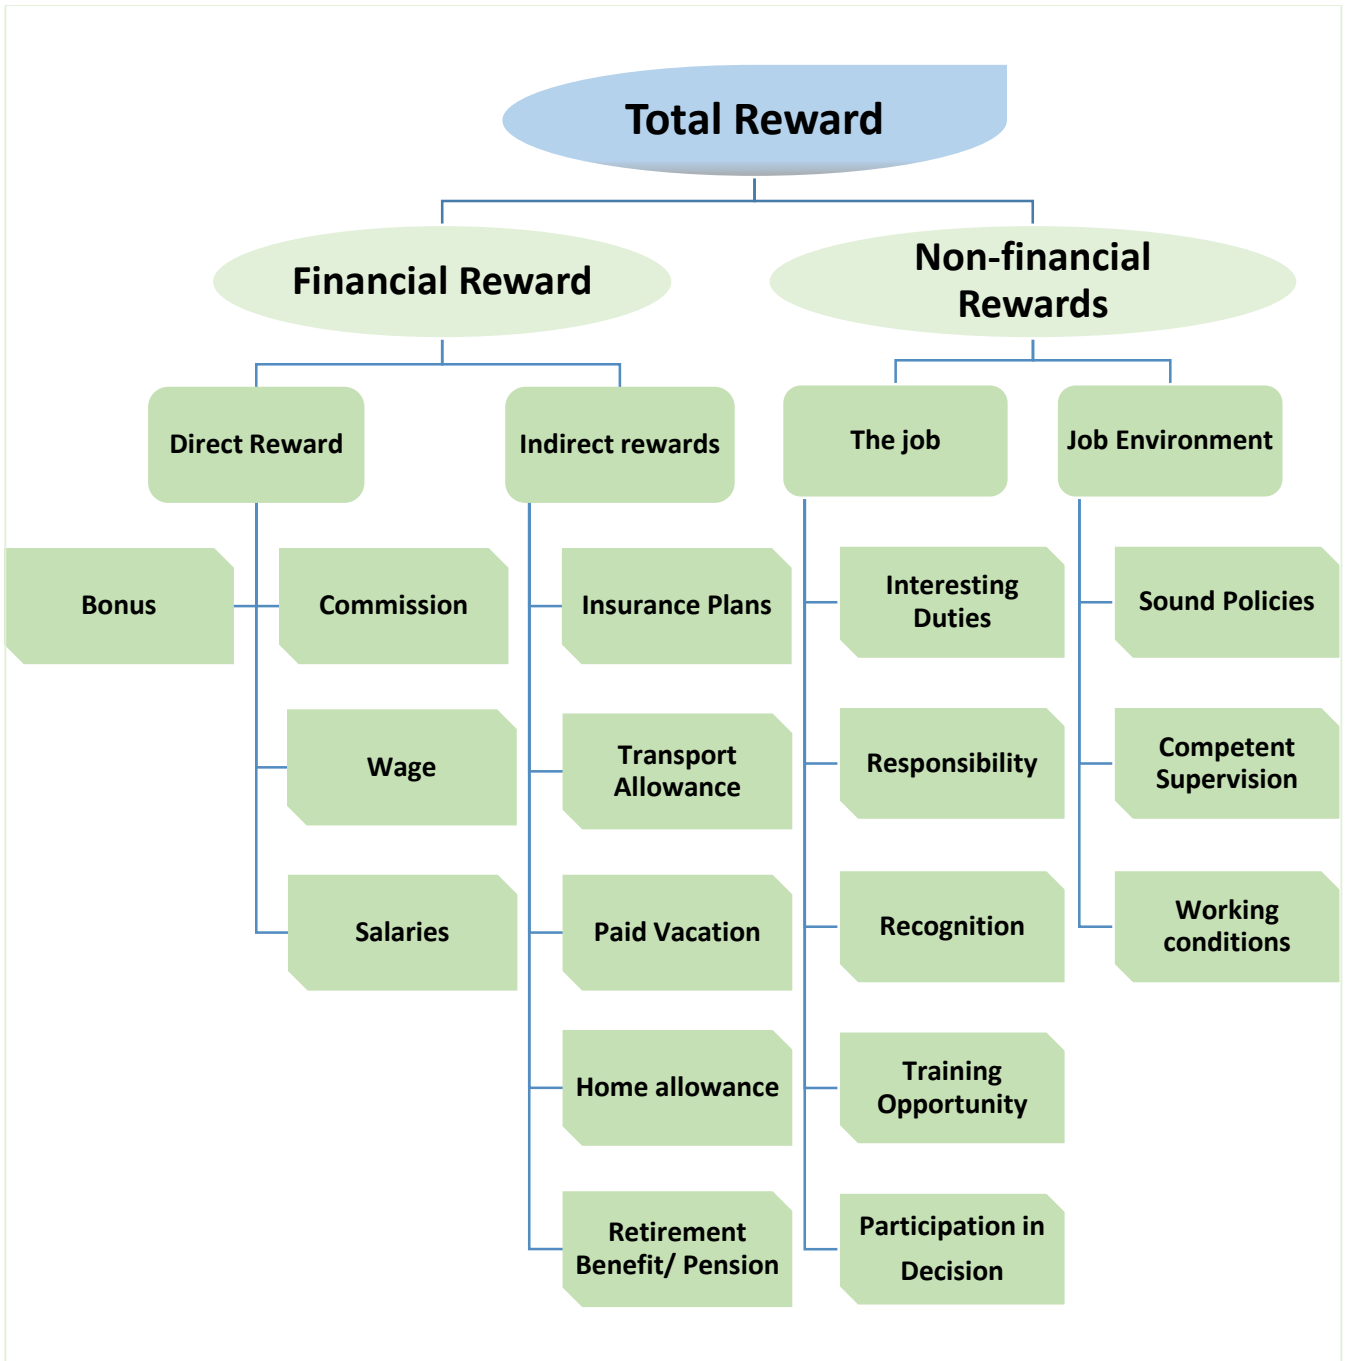 Total Reward
Financial Reward
Non-financial
Rewards
Direct Reward
Indirect rewards
The job
Job Environment
Bonus
Commission
Insurance Plans
Interesting
Duties
Sound Policies
Wage
Transport
Allowance
Responsibility
Competent
Supervision
Salaries
Paid Vacation
Recognition
Working
conditions
Home allowance
Training
Opportunity
Retirement
Benefit/ Pension
Participation in
Decision